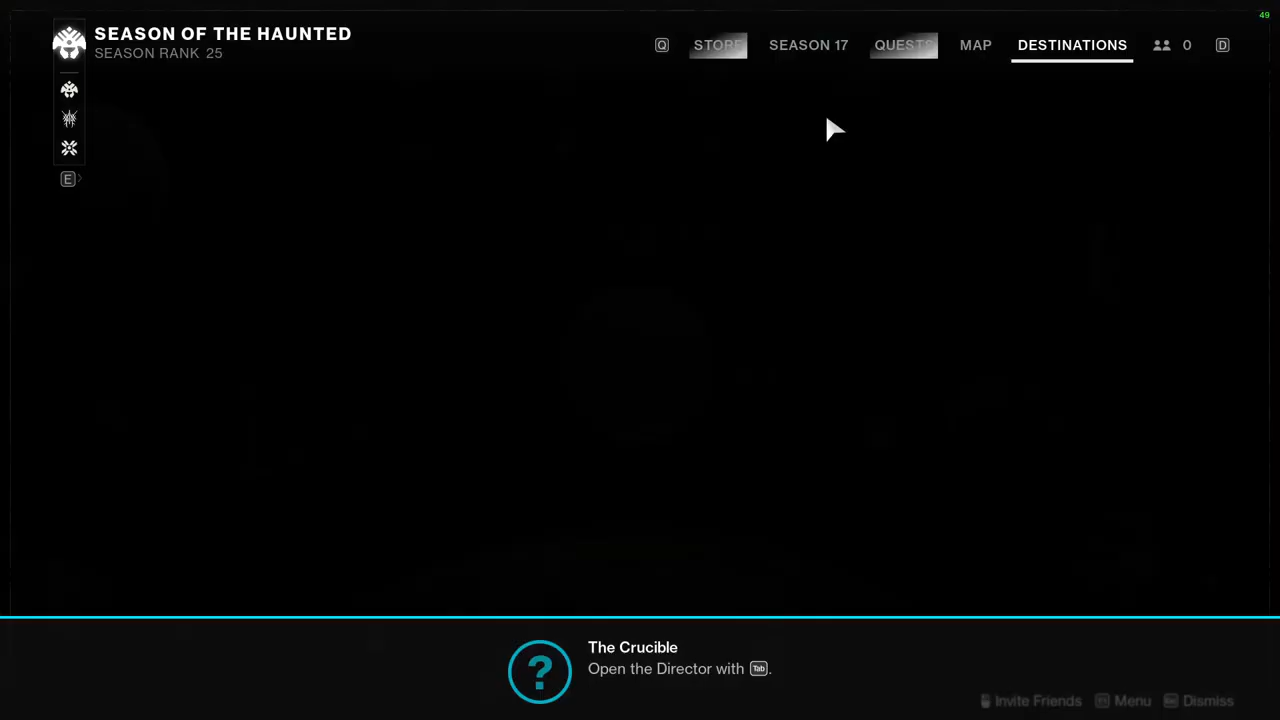 49
SEASON OF THE HAUNTED
SEASON RANK 25
Q STORE SEASON 17 QUESTS MAP DESTINATIONS 0 D
E
The Crucible
Open the Director with Tab.
Invite Friends Menu Dismiss